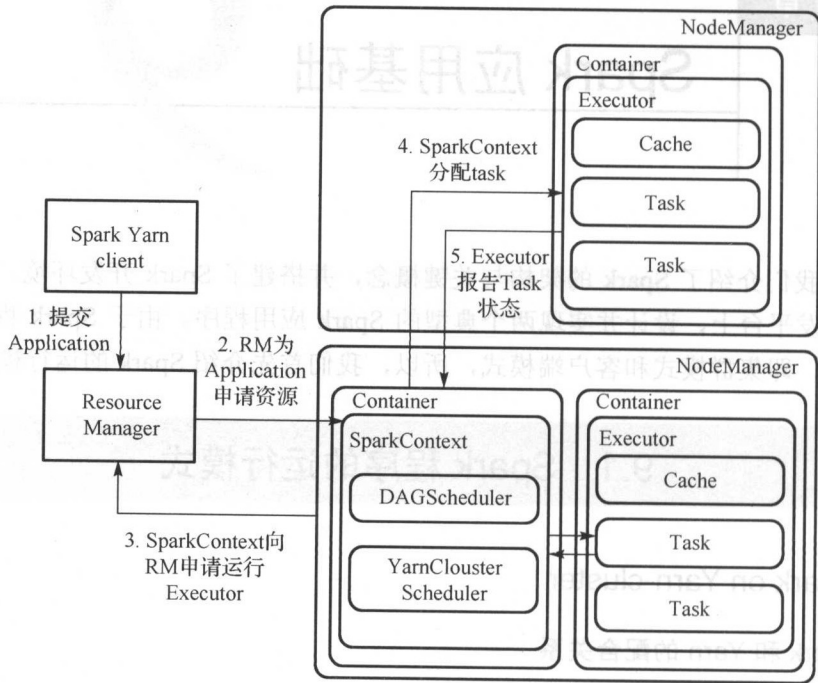 NodeManager
Container
Executor
Cache
Task
Task
4. SparkContext
分配task
5. Executor
报告Task
状态
Spark Yarn
client
1. 提交
Application
2. RM为
Application
申请资源
Resource
Manager
3. SparkContext向
RM申请运行
Executor
Container
SparkContext
DAGScheduler
YarnClouster
Scheduler
NodeManager
Container
Executor
Cache
Task
Task